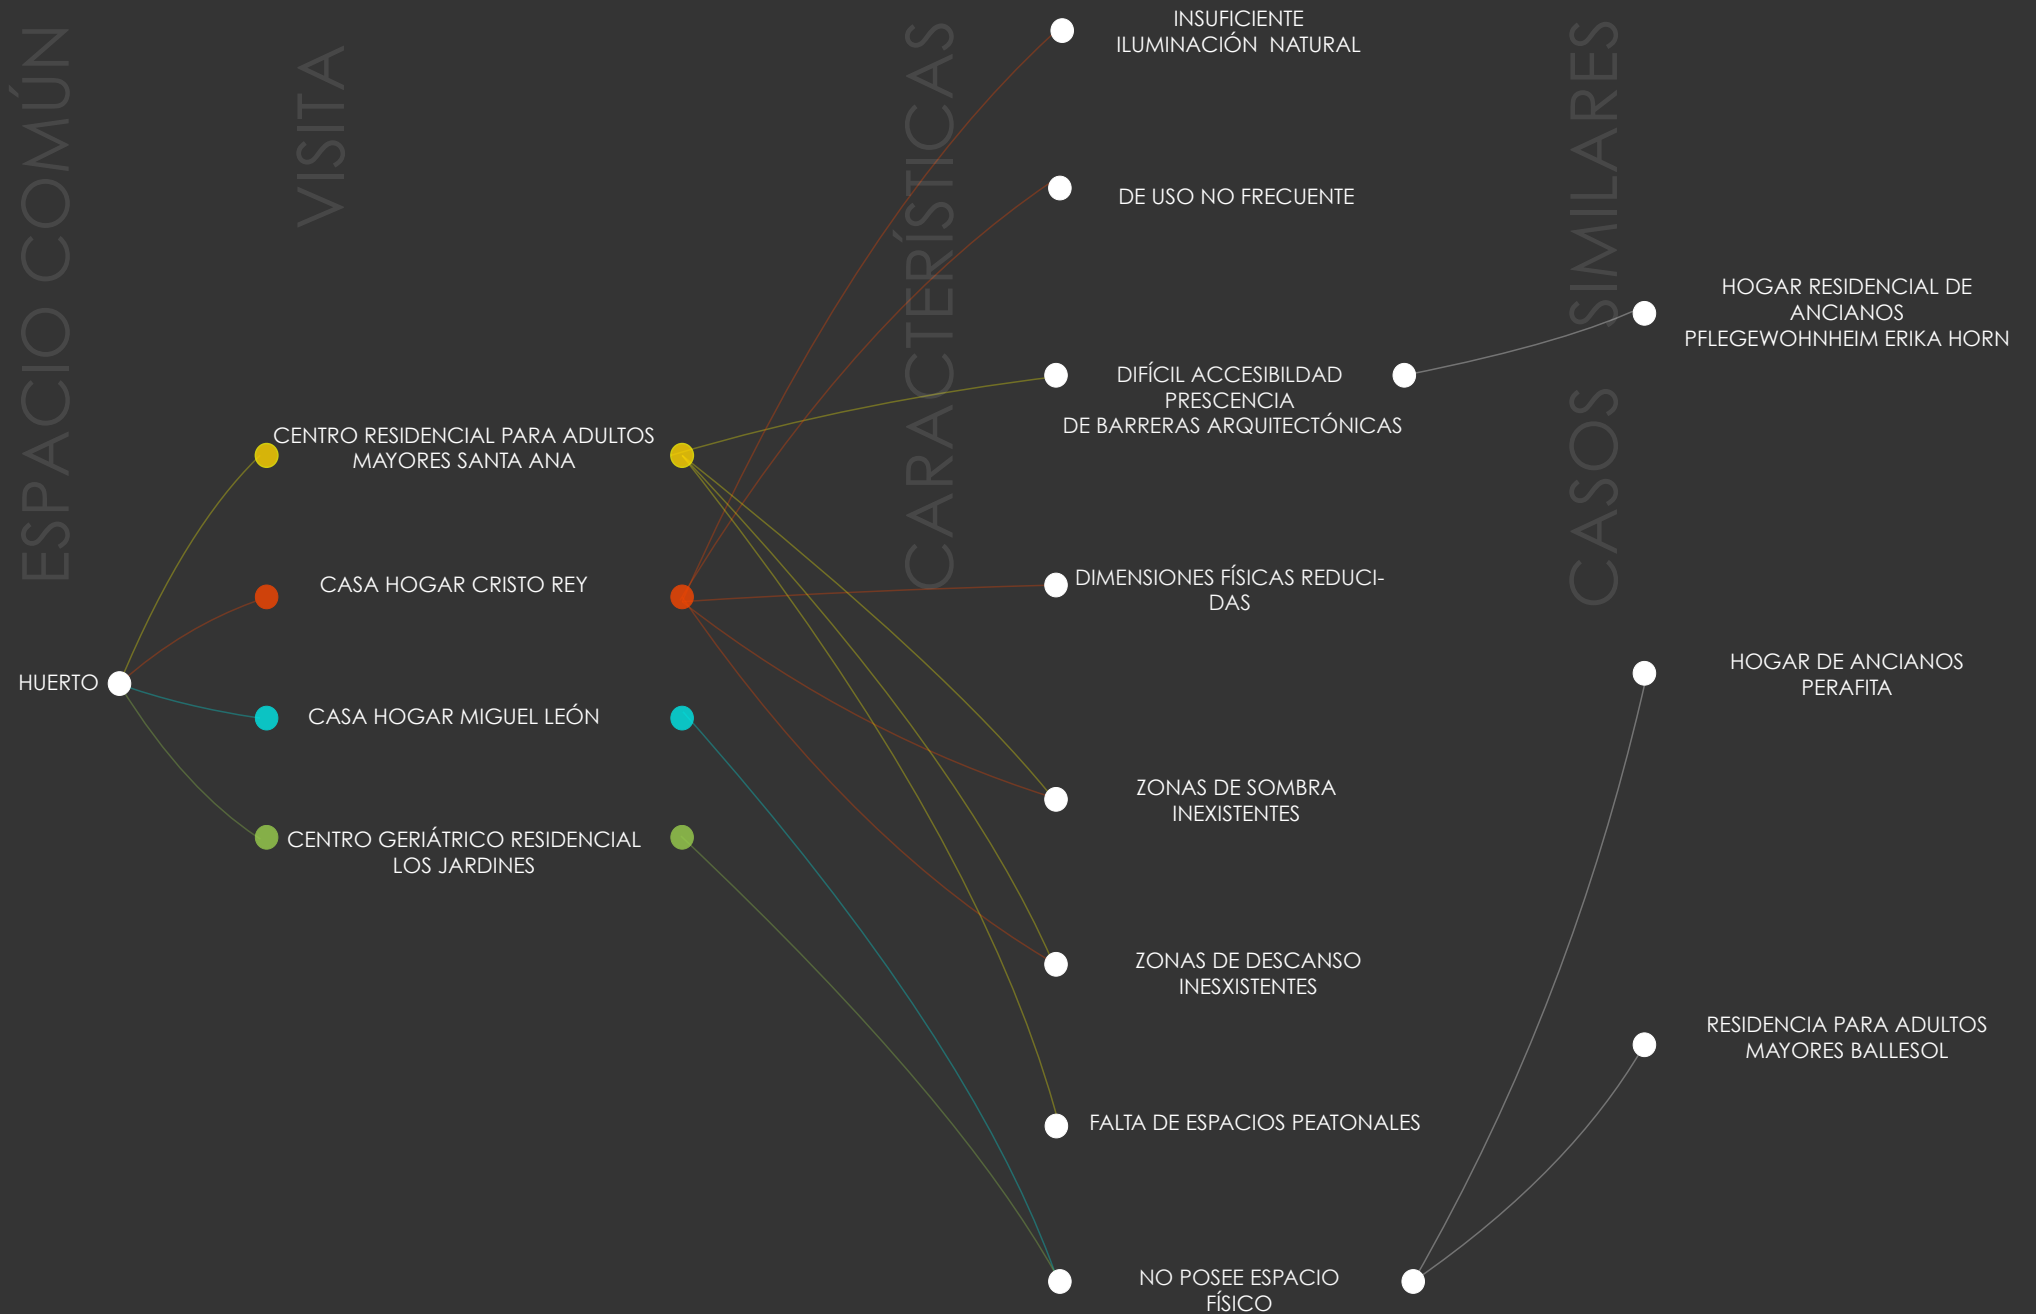 ESPACIO COMÚN
VISITA
CARACTERÍSTICAS
CASOS SIMILARES
HUERTO
CENTRO RESIDENCIAL PARA ADULTOS
MAYORES SANTA ANA
CASA HOGAR CRISTO REY
CASA HOGAR MIGUEL LEÓN
CENTRO GERIÁTRICO RESIDENCIAL
LOS JARDINES
INSUFICIENTE
ILUMINACIÓN NATURAL
DE USO NO FRECUENTE
DIFÍCIL ACCESIBILDAD
PRESCENCIA
DE BARRERAS ARQUITECTÓNICAS
DIMENSIONES FÍSICAS REDUCI-
DAS
ZONAS DE SOMBRA
INEXISTENTES
ZONAS DE DESCANSO
INESXISTENTES
FALTA DE ESPACIOS PEATONALES
NO POSEE ESPACIO
FÍSICO
HOGAR RESIDENCIAL DE
ANCIANOS
PFLEGEWOHNHEIM ERIKA HORN
HOGAR DE ANCIANOS
PERAFITA
RESIDENCIA PARA ADULTOS
MAYORES BALLESOL